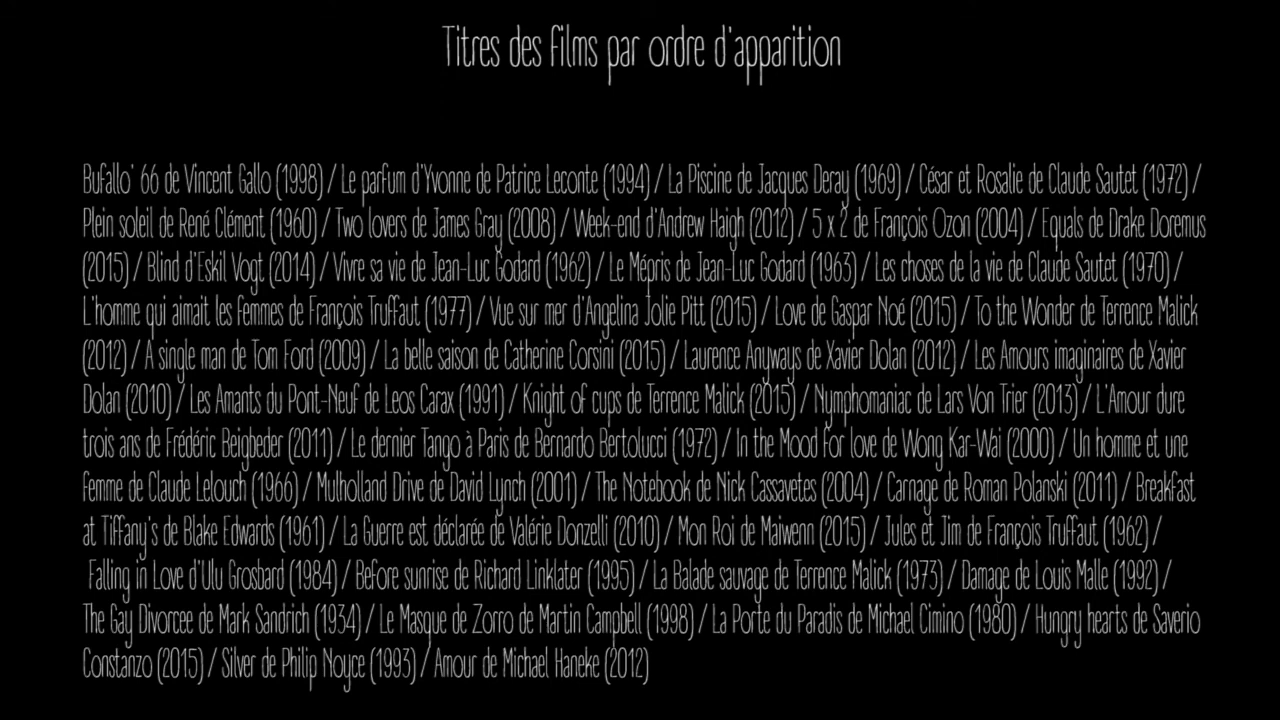 Titres des films par ordre d'apparition
Bufallo' 66 de Vincent Gallo (1998) / Le parfum d'Yvonne de Patrice Leconte (1994) / La Piscine de Jacques Deray (1969) / César et Rosalie de Claude Sautet (1972) /
Plein soleil de René Clément (1960) / Two lovers de James Gray (2008) / Week-end d'Andrew Haigh (2012) / 5 x 2 de François Ozon (2004) / Equals de Drake Doremus
(2015) / Blind d'Eskil Vogt (2014) / Vivre sa vie de Jean-Luc Godard (1962) / Le Mépris de Jean-Luc Godard (1963) / Les choses de la vie de Claude Sautet (1970) /
L'homme qui aimait les femmes de François Truffaut (1977) / Vue sur mer d'Angelina Jolie Pitt (2015) / Love de Gaspar Noé (2015) / To the Wonder de Terrence Malick
(2012) / A single man de Tom Ford (2009) / La belle saison de Catherine Corsini (2015) / Laurence Anyways de Xavier Dolan (2012) / Les Amours imaginaires de Xavier
Dolan (2010) / Les Amants du Pont-Neuf de Leos Carax (1991) / Knight of cups de Terrence Malick (2015) / Nymphomaniac de Lars Von Trier (2013) / L'Amour dure
trois ans de Frédéric Beigbeder (2011) / Le dernier Tango à Paris de Bernardo Bertolucci (1972) / In the Mood For love de Wong Kar-Wai (2000) / Un homme et une
femme de Claude Lelouch (1966) / Mulholland Drive de David Lynch (2001) / The Notebook de Nick Cassavetes (2004) / Carnage de Roman Polanski (2011) / Breakfast
at Tiffany's de Blake Edwards (1961) / La Guerre est déclarée de Valérie Donzelli (2010) / Mon Roi de Maiwenn (2015) / Jules et Jim de François Truffaut (1962) /
Falling in Love d'Ulu Grosbard (1984) / Before sunrise de Richard Linklater (1995) / La Balade sauvage de Terrence Malick (1973) / Damage de Louis Malle (1992) /
The Gay Divorcee de Mark Sandrich (1934) / Le Masque de Zorro de Martin Campbell (1998) / La Porte du Paradis de Michael Cimino (1980) / Hungry hearts de Saverio
Constanzo (2015) / Silver de Philip Noyce (1993) / Amour de Michael Haneke (2012)